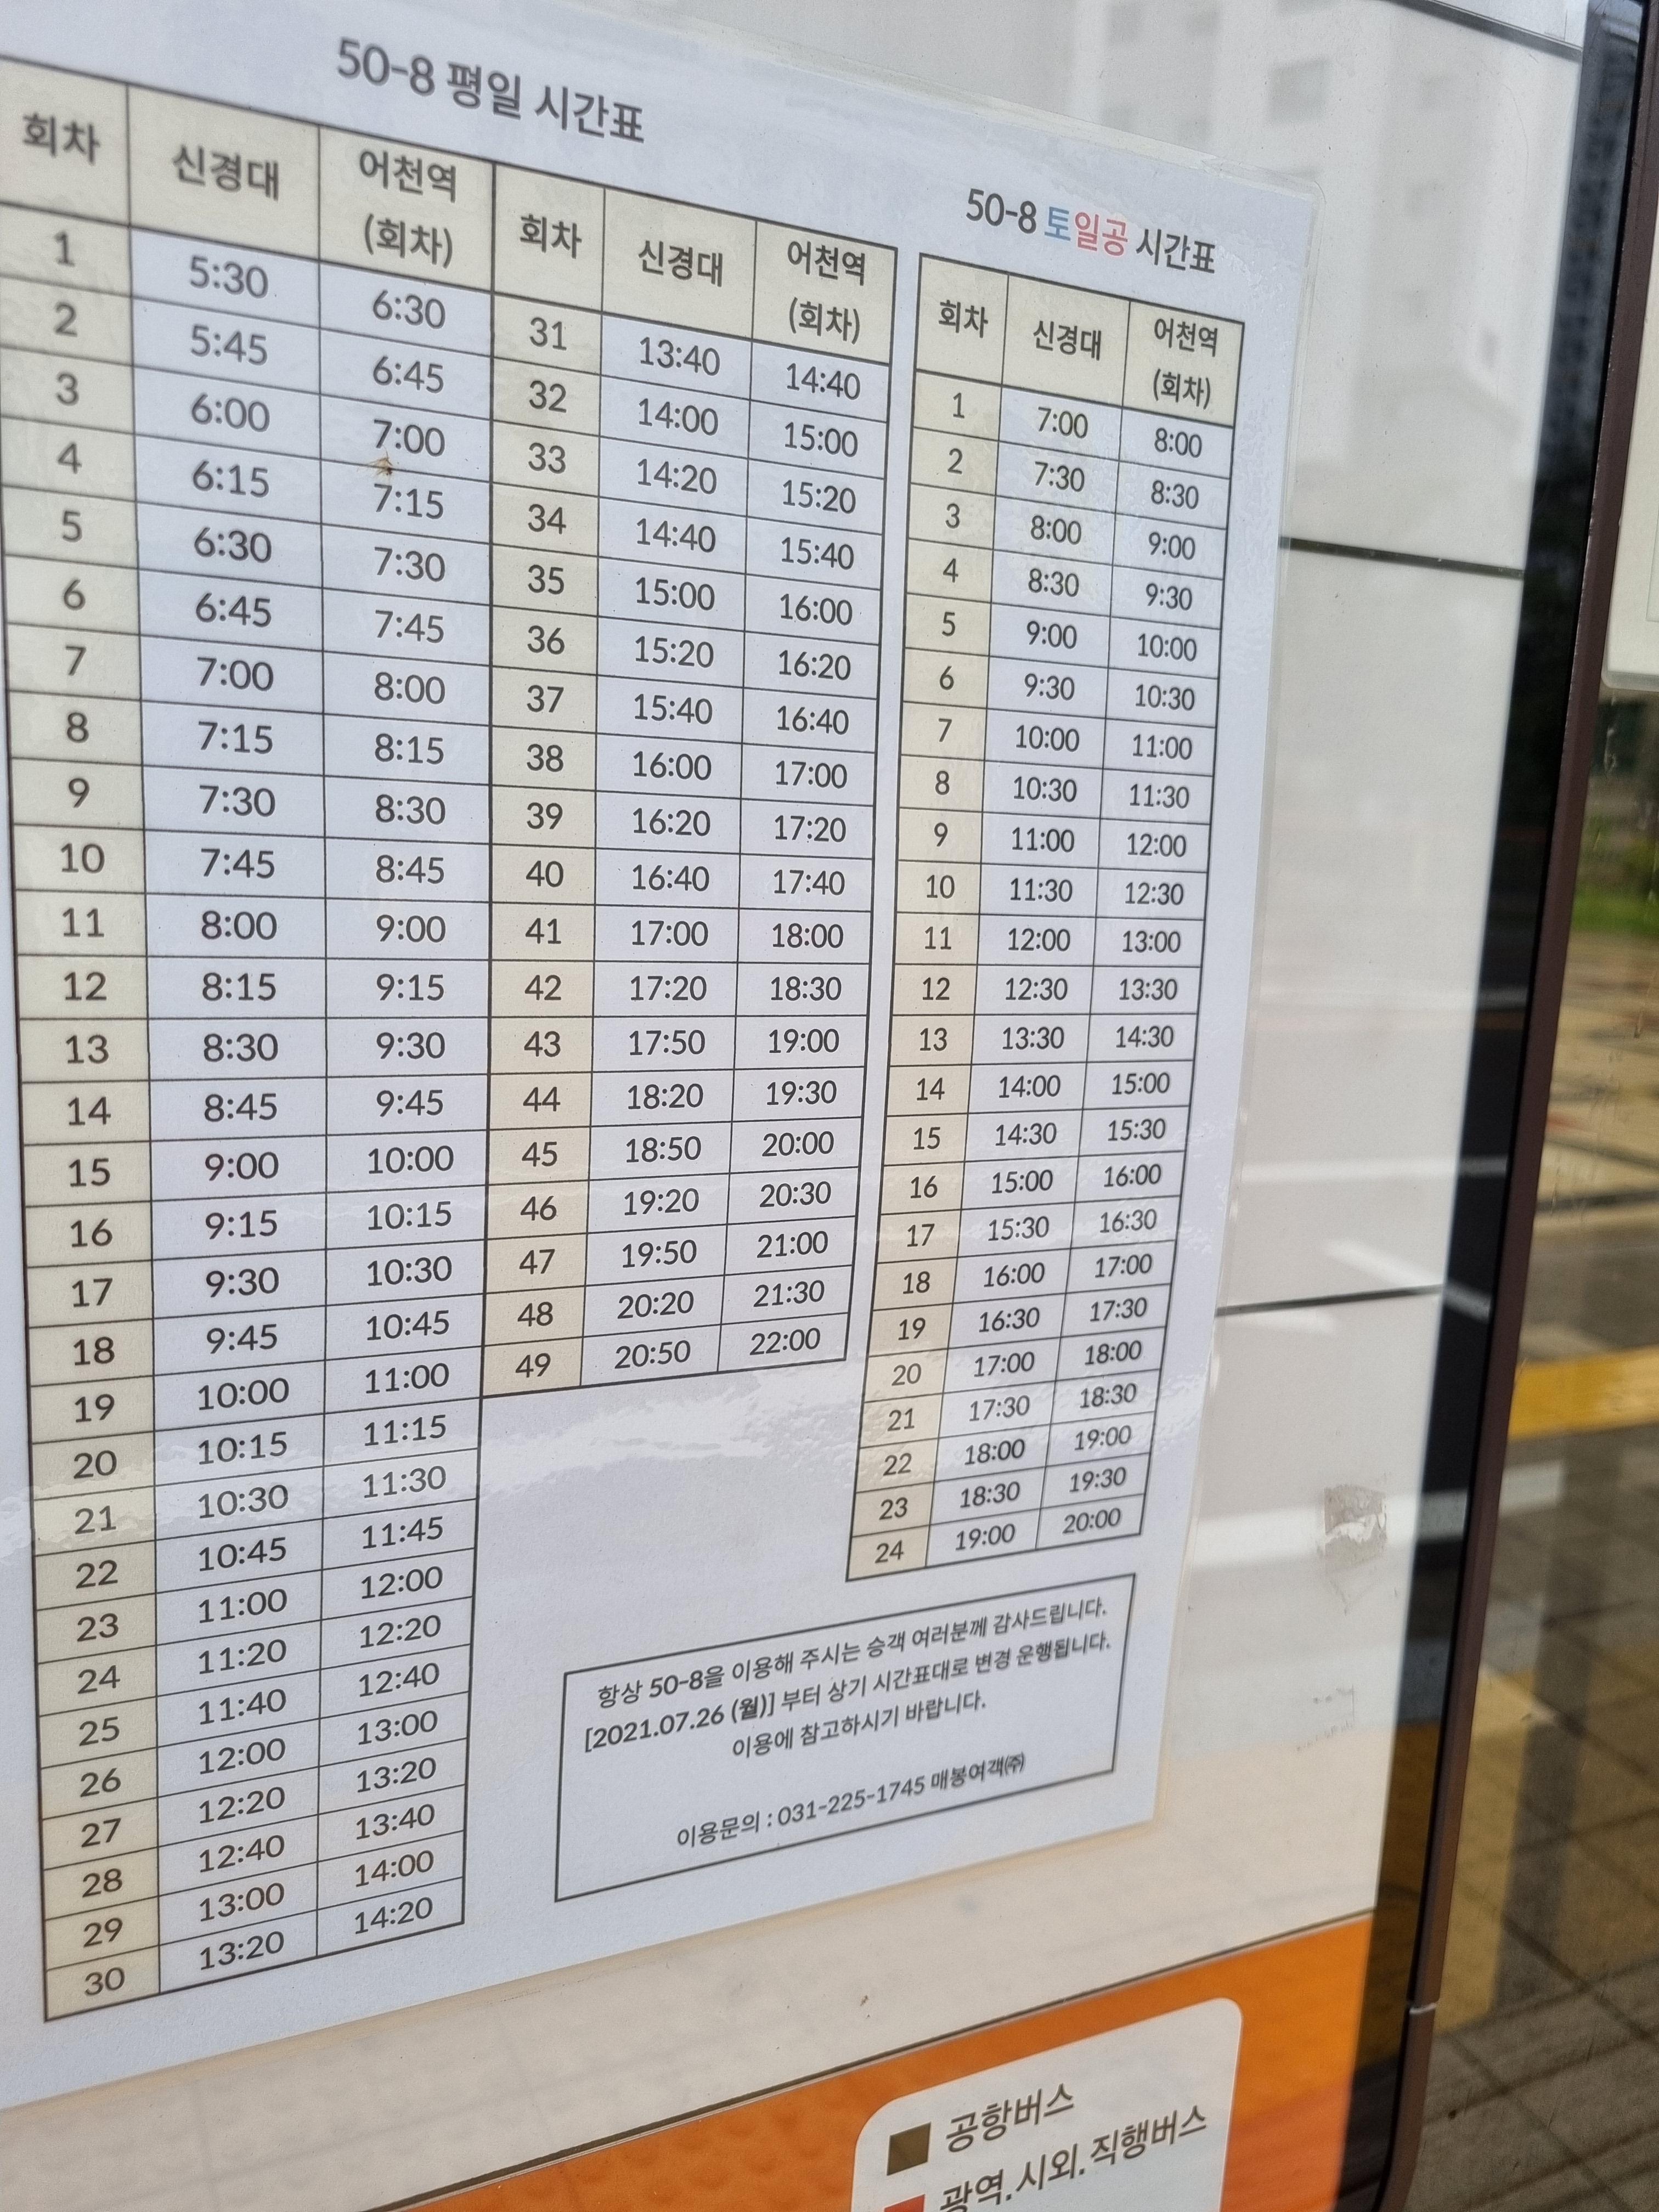 50-8 평일 시간표
회차 신경대 어천역 (회차)
1 5:30 6:30
2 5:45 6:45
3 6:00 7:00
4 6:15 7:15
5 6:30 7:30
6 6:45 7:45
7 7:00 8:00
8 7:15 8:15
9 7:30 8:30
10 7:45 8:45
11 8:00 9:00
12 8:15 9:15
13 8:30 9:30
14 8:45 9:45
15 9:00 10:00
16 9:15 10:15
17 9:30 10:30
18 9:45 10:45
19 10:00 11:00
20 10:15 11:15
21 10:30 11:30
22 10:45 11:45
23 11:00 12:00
24 11:20 12:20
25 11:40 12:40
26 12:00 13:00
27 12:20 13:20
28 12:40 13:40
29 13:00 14:00
30 13:20 14:20
회차 신경대 어천역 (회차)
31 13:40 14:40
32 14:00 15:00
33 14:20 15:20
34 14:40 15:40
35 15:00 16:00
36 15:20 16:20
37 15:40 16:40
38 16:00 17:00
39 16:20 17:20
40 16:40 17:40
41 17:00 18:00
42 17:20 18:30
43 17:50 19:00
44 18:20 19:30
45 18:50 20:00
46 19:20 20:30
47 19:50 21:00
48 20:20 21:30
49 20:50 22:00
50-8 토일공 시간표
회차 신경대 어천역 (회차)
1 7:00 8:00
2 7:30 8:30
3 8:00 9:00
4 8:30 9:30
5 9:00 10:00
6 9:30 10:30
7 10:00 11:00
8 10:30 11:30
9 11:00 12:00
10 11:30 12:30
11 12:00 13:00
12 12:30 13:30
13 13:30 14:30
14 14:00 15:00
15 14:30 15:30
16 15:00 16:00
17 15:30 16:30
18 16:00 17:00
19 16:30 17:30
20 17:00 18:00
21 17:30 18:30
22 18:00 19:00
23 18:30 19:30
24 19:00 20:00
항상 50-8을 이용해 주시는 승객 여러분께 감사드립니다.
[2021.07.26 (월)] 부터 상기 시간표대로 변경 운행됩니다.
이용에 참고하시기 바랍니다.
이용문의 : 031-225-1745 매봉여객㈜
공항버스
광역.시외.직행버스